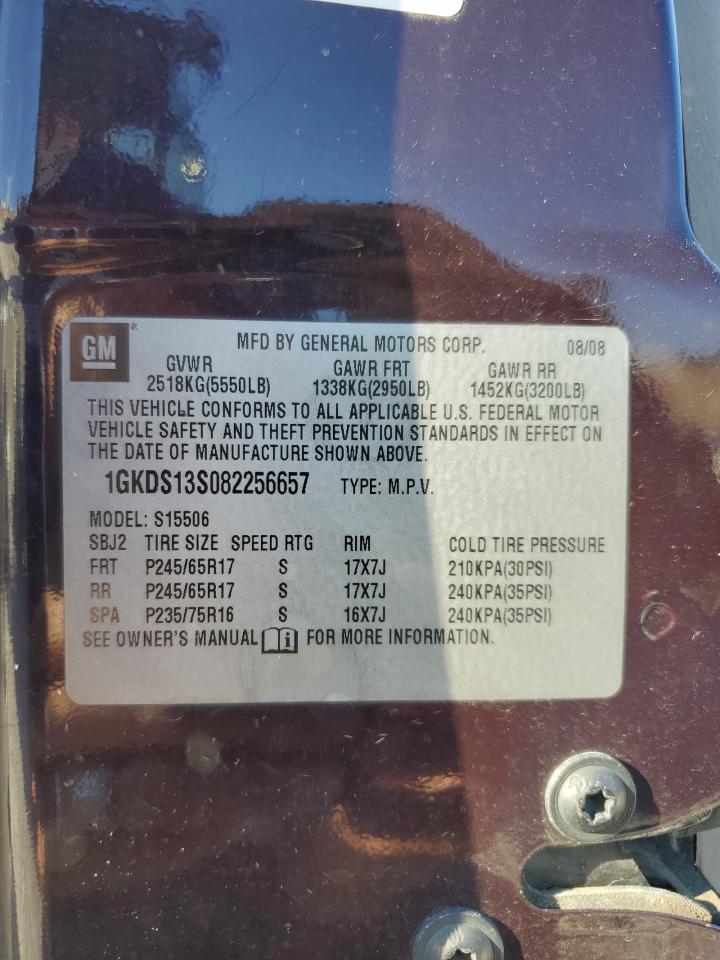 GM ®
MFD BY GENERAL MOTORS CORP. 08/08
GVWR GAWR FRT GAWR RR
2518KG(5550LB) 1338KG(2950LB) 1452KG(3200LB)
THIS VEHICLE CONFORMS TO ALL APPLICABLE U.S. FEDERAL MOTOR
VEHICLE SAFETY AND THEFT PREVENTION STANDARDS IN EFFECT ON
THE DATE OF MANUFACTURE SHOWN ABOVE.
1GKDS13S082256657 TYPE: M.P.V.
MODEL: S15506
SBJ2 TIRE SIZE SPEED RTG RIM COLD TIRE PRESSURE
FRT P245/65R17 S 17X7J 210KPA(30PSI)
RR P245/65R17 S 17X7J 240KPA(35PSI)
SPA P235/75R16 S 16X7J 240KPA(35PSI)
SEE OWNER'S MANUAL i FOR MORE INFORMATION.